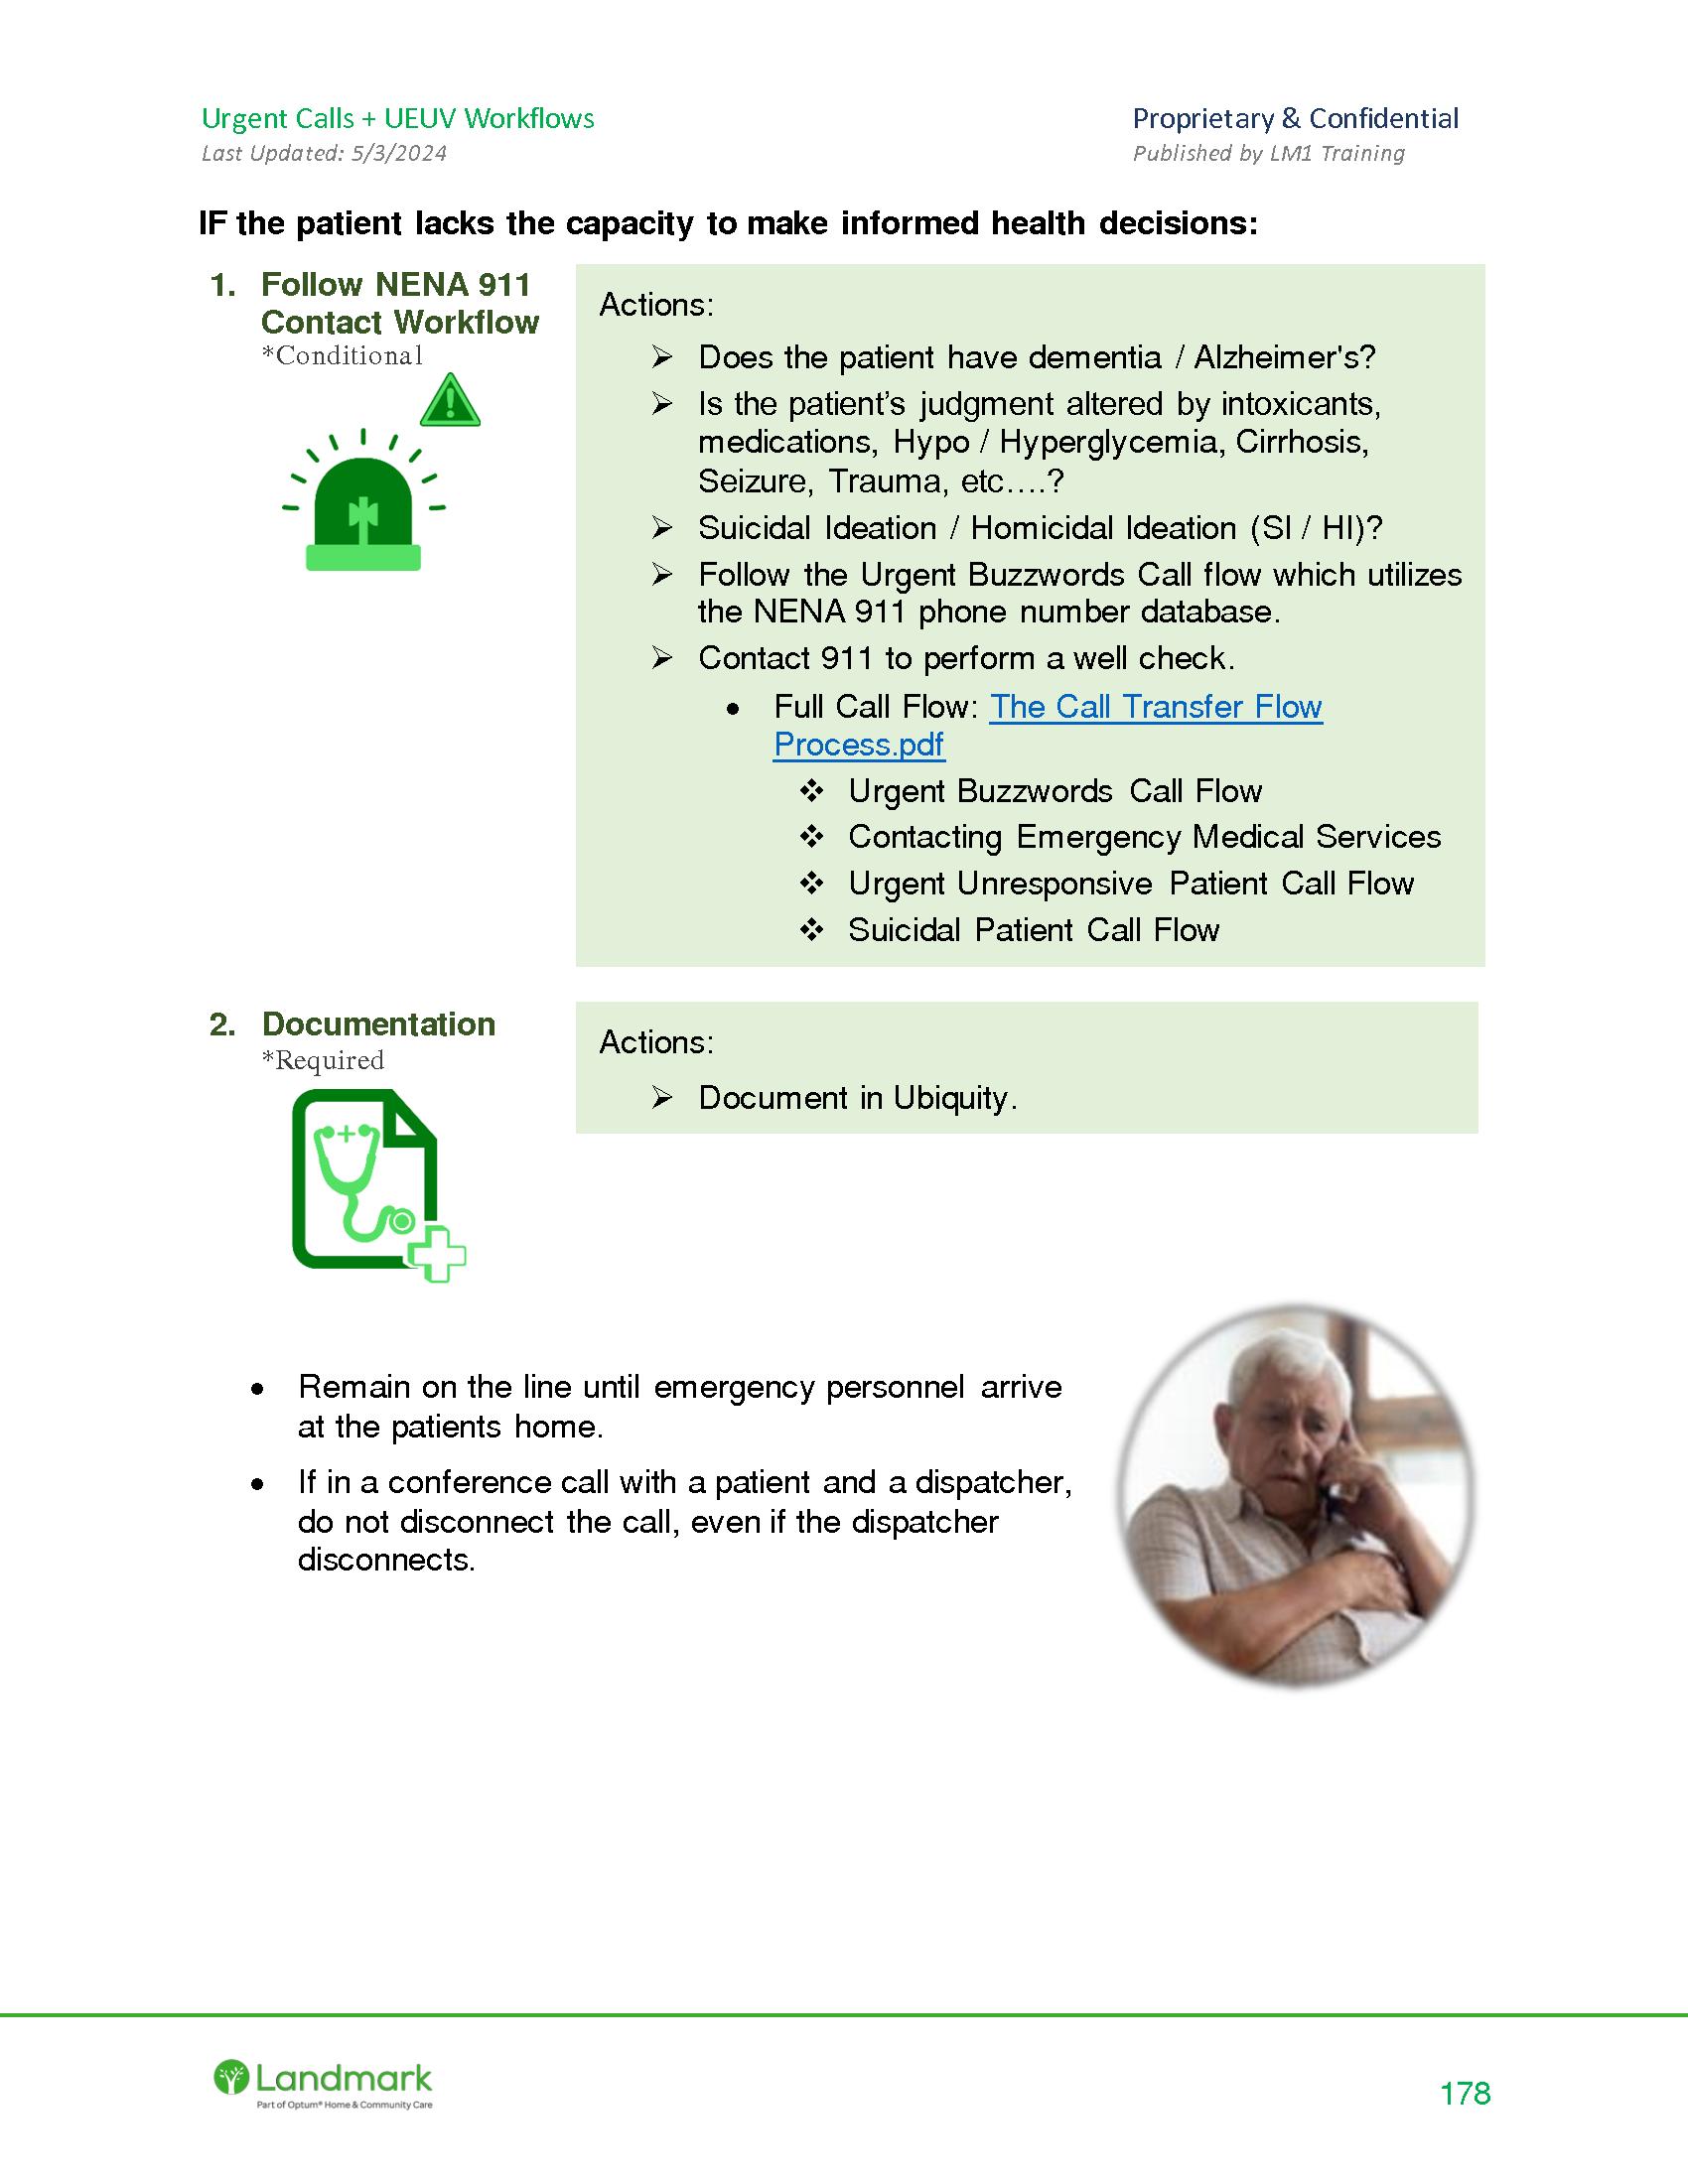 Urgent Calls + UEUV Workflows
Proprietary & Confidential
Last Updated: 5/3/2024
Published by LM1 Training
IF the patient lacks the capacity to make informed health decisions:
1. Follow NENA 911
Contact Workflow
*Conditional
Actions:
➢ Does the patient have dementia / Alzheimer's?
➢ Is the patient’s judgment altered by intoxicants,
medications, Hypo / Hyperglycemia, Cirrhosis,
Seizure, Trauma, etc….?
➢ Suicidal Ideation / Homicidal Ideation (SI / HI)?
➢ Follow the Urgent Buzzwords Call flow which utilizes
the NENA 911 phone number database.
➢ Contact 911 to perform a well check.
• Full Call Flow: The Call Transfer Flow
Process.pdf
❖ Urgent Buzzwords Call Flow
❖ Contacting Emergency Medical Services
❖ Urgent Unresponsive Patient Call Flow
❖ Suicidal Patient Call Flow
2. Documentation
*Required
Actions:
➢ Document in Ubiquity.
• Remain on the line until emergency personnel arrive
at the patients home.
• If in a conference call with a patient and a dispatcher,
do not disconnect the call, even if the dispatcher
disconnects.
Landmark
Part of Optum® Home & Community Care
178